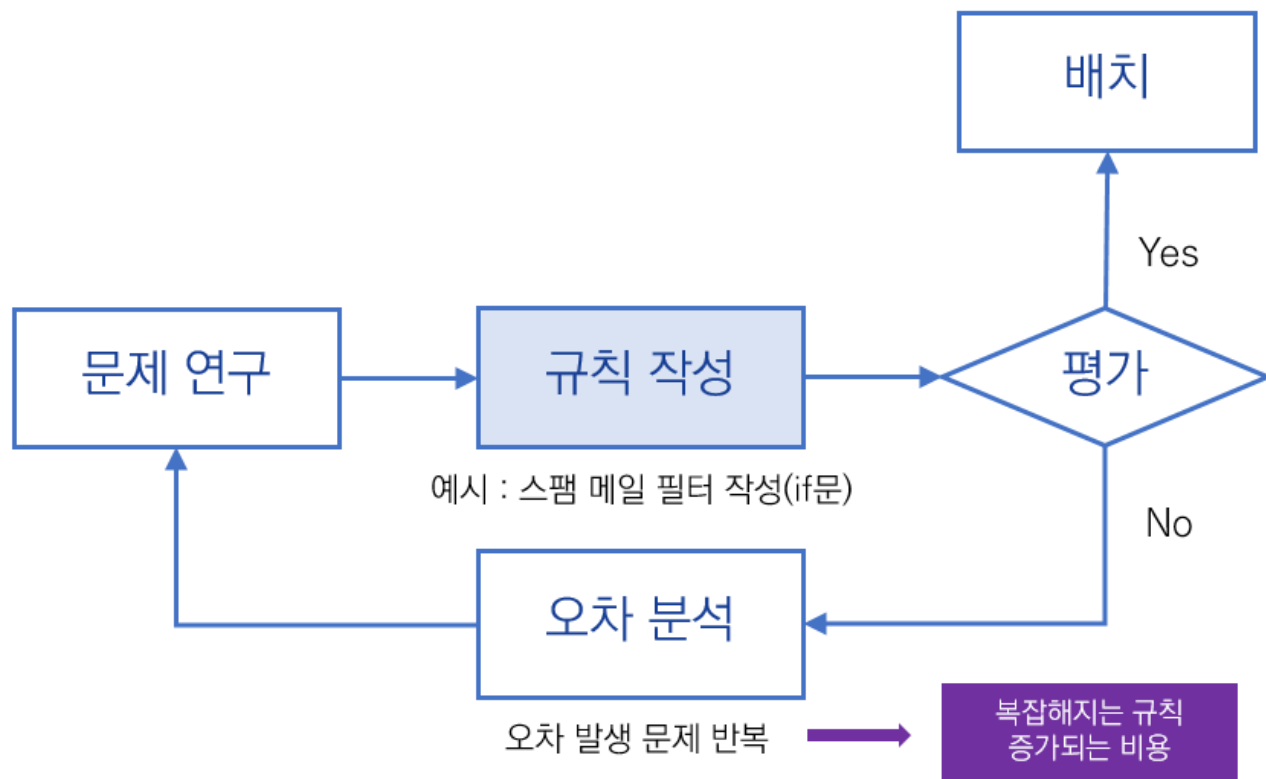 배치
Yes
문제 연구
규칙 작성
평가
예시 : 스팸 메일 필터 작성(if문)
No
오차 분석
오차 발생 문제 반복
복잡해지는 규칙
증가되는 비용